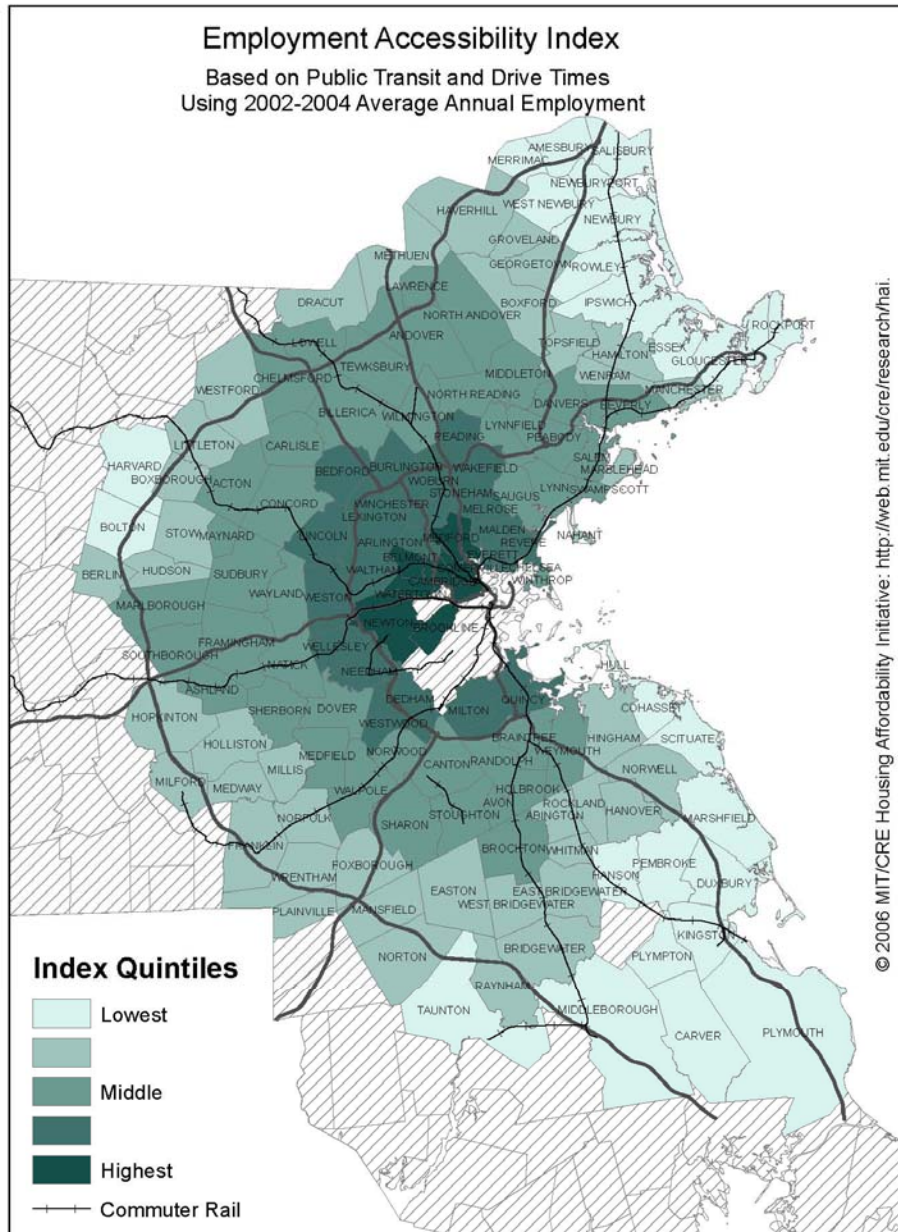 Employment Accessibility Index
Based on Public Transit and Drive Times
Using 2002-2004 Average Annual Employment
AMESBURY
SALISBURY
MERRIMAC
NEWBURYPORT
WEST NEWBURY
HAVERHILL
NEWBURY
GROVELAND
METHUEN
GEORGETOWN
ROWLEY
LAWRENCE
BOXFORD
IPSWICH
DRACUT
NORTH ANDOVER
ROCKPORT
ANDOVER
TOPSFIELD
ESSEX
LOWELL
HAMILTON
GLOUCESTER
TEWKSBURY
MIDDLETON
WENHAM
CHELMSFORD
WESTFORD
NORTH READING
MANCHESTER
DANVERS
BEVERLY
BILLERICA
WILMINGTON
LYNNFIELD
PEABODY
READING
LITTLETON
CARLISLE
SALEM
HARVARD
BEDFORD
BURLINGTON
WAKEFIELD
MARBLEHEAD
BOXBOROUGH
ACTON
WOBURN
STONEHAM
SAUGUS
LYNN
SWAMPSCOTT
CONCORD
WINCHESTER
MELROSE
BOLTON
LEXINGTON
STOW
MAYNARD
LINCOLN
ARLINGTON
MEDFORD
MALDEN
REVERE
NAHANT
BELMONT
EVERETT
BERLIN
HUDSON
SUDBURY
WALTHAM
CHELSEA
CAMBRIDGE
WINTHROP
WAYLAND
WESTON
MARLBOROUGH
NEWTON
BROOKLINE
FRAMINGHAM
WELLESLEY
SOUTHBOROUGH
NATICK
NEEDHAM
HULL
ASHLAND
DEDHAM
QUINCY
COHASSET
HOPKINTON
SHERBORN
DOVER
MILTON
WESTWOOD
SCITUATE
HOLLISTON
BRAINTREE
HINGHAM
MEDFIELD
NORWOOD
WEYMOUTH
MILLIS
CANTON
RANDOLPH
NORWELL
MILFORD
MEDWAY
WALPOLE
HOLBROOK
AVON
ROCKLAND
HANOVER
NORFOLK
STOUGHTON
ABINGTON
MARSHFIELD
SHARON
FRANKLIN
BROCHTON
WHITMAN
FOXBOROUGH
PEMBROKE
WRENTHAM
HANSON
EASTON
EAST BRIDGEWATER
DUXBURY
PLAINVILLE
MANSFIELD
WEST BRIDGEWATER
KINGSTON
NORTON
BRIDGEWATER
PLYMPTON
RAYNHAM
TAUNTON
MIDDLEBOROUGH
PLYMOUTH
CARVER
Index Quintiles
Lowest
Middle
Highest
Commuter Rail
© 2006 MIT/CRE Housing Affordability Initiative: http://web.mit.edu/cre/research/hai.